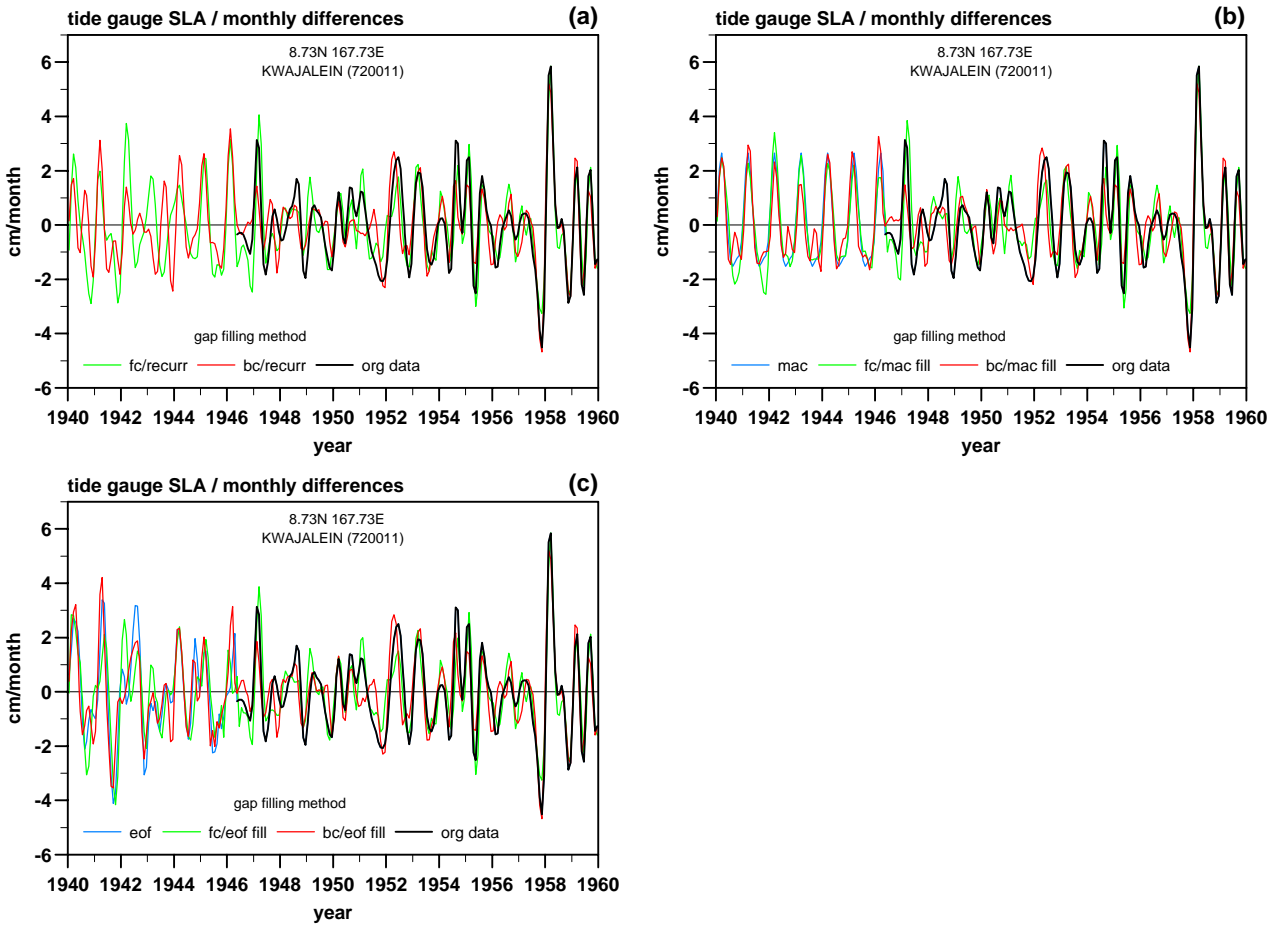 tide gauge SLA / monthly differences (a)
8.73N 167.73E
KWAJALEIN (720011)
6
4
2
0
-2
-4
-6
cm/month
gap filling method
fc/recurr bc/recurr org data
1940 1942 1944 1946 1948 1950 1952 1954 1956 1958 1960
year
tide gauge SLA / monthly differences (b)
8.73N 167.73E
KWAJALEIN (720011)
6
4
2
0
-2
-4
-6
cm/month
gap filling method
mac fc/mac fill bc/mac fill org data
1940 1942 1944 1946 1948 1950 1952 1954 1956 1958 1960
year
tide gauge SLA / monthly differences (c)
8.73N 167.73E
KWAJALEIN (720011)
6
4
2
0
-2
-4
-6
cm/month
gap filling method
eof fc/eof fill bc/eof fill org data
1940 1942 1944 1946 1948 1950 1952 1954 1956 1958 1960
year